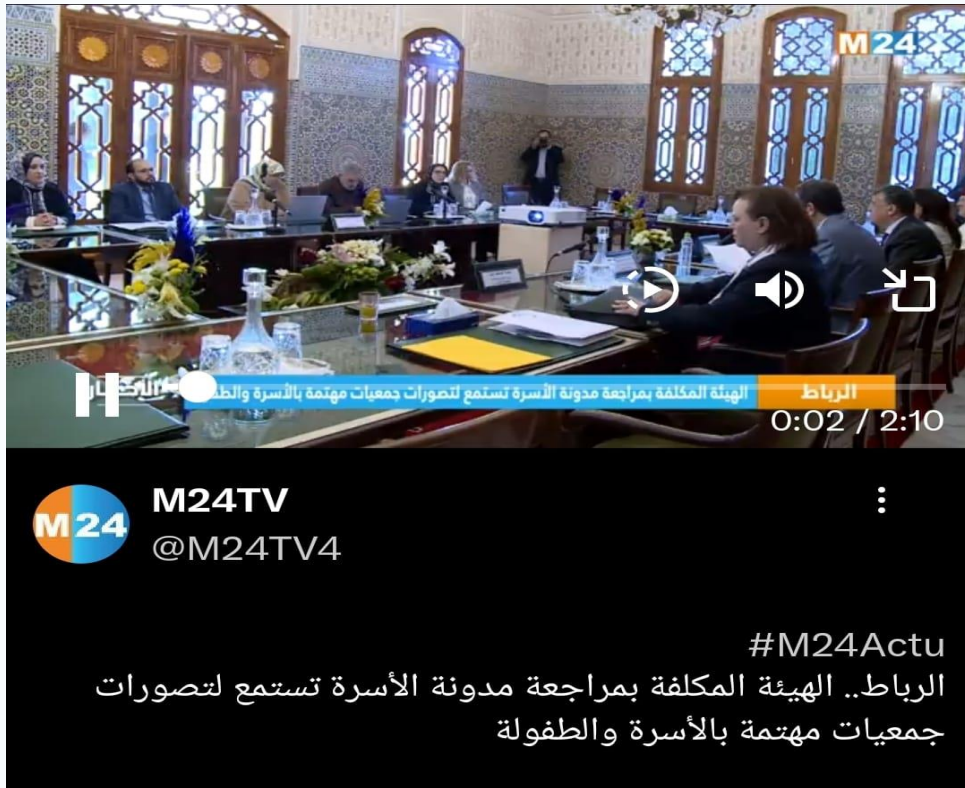 M24
الرباط
الهيئة المكلفة بمراجعة مدونة الأسرة تستمع لتصورات جمعيات مهتمة بالأسرة
0:02 / 2:10
M24
M24TV
@M24TV4
#M24Actu
الرباط.. الهيئة المكلفة بمراجعة مدونة الأسرة تستمع لتصورات
جمعيات مهتمة بالأسرة والطفولة